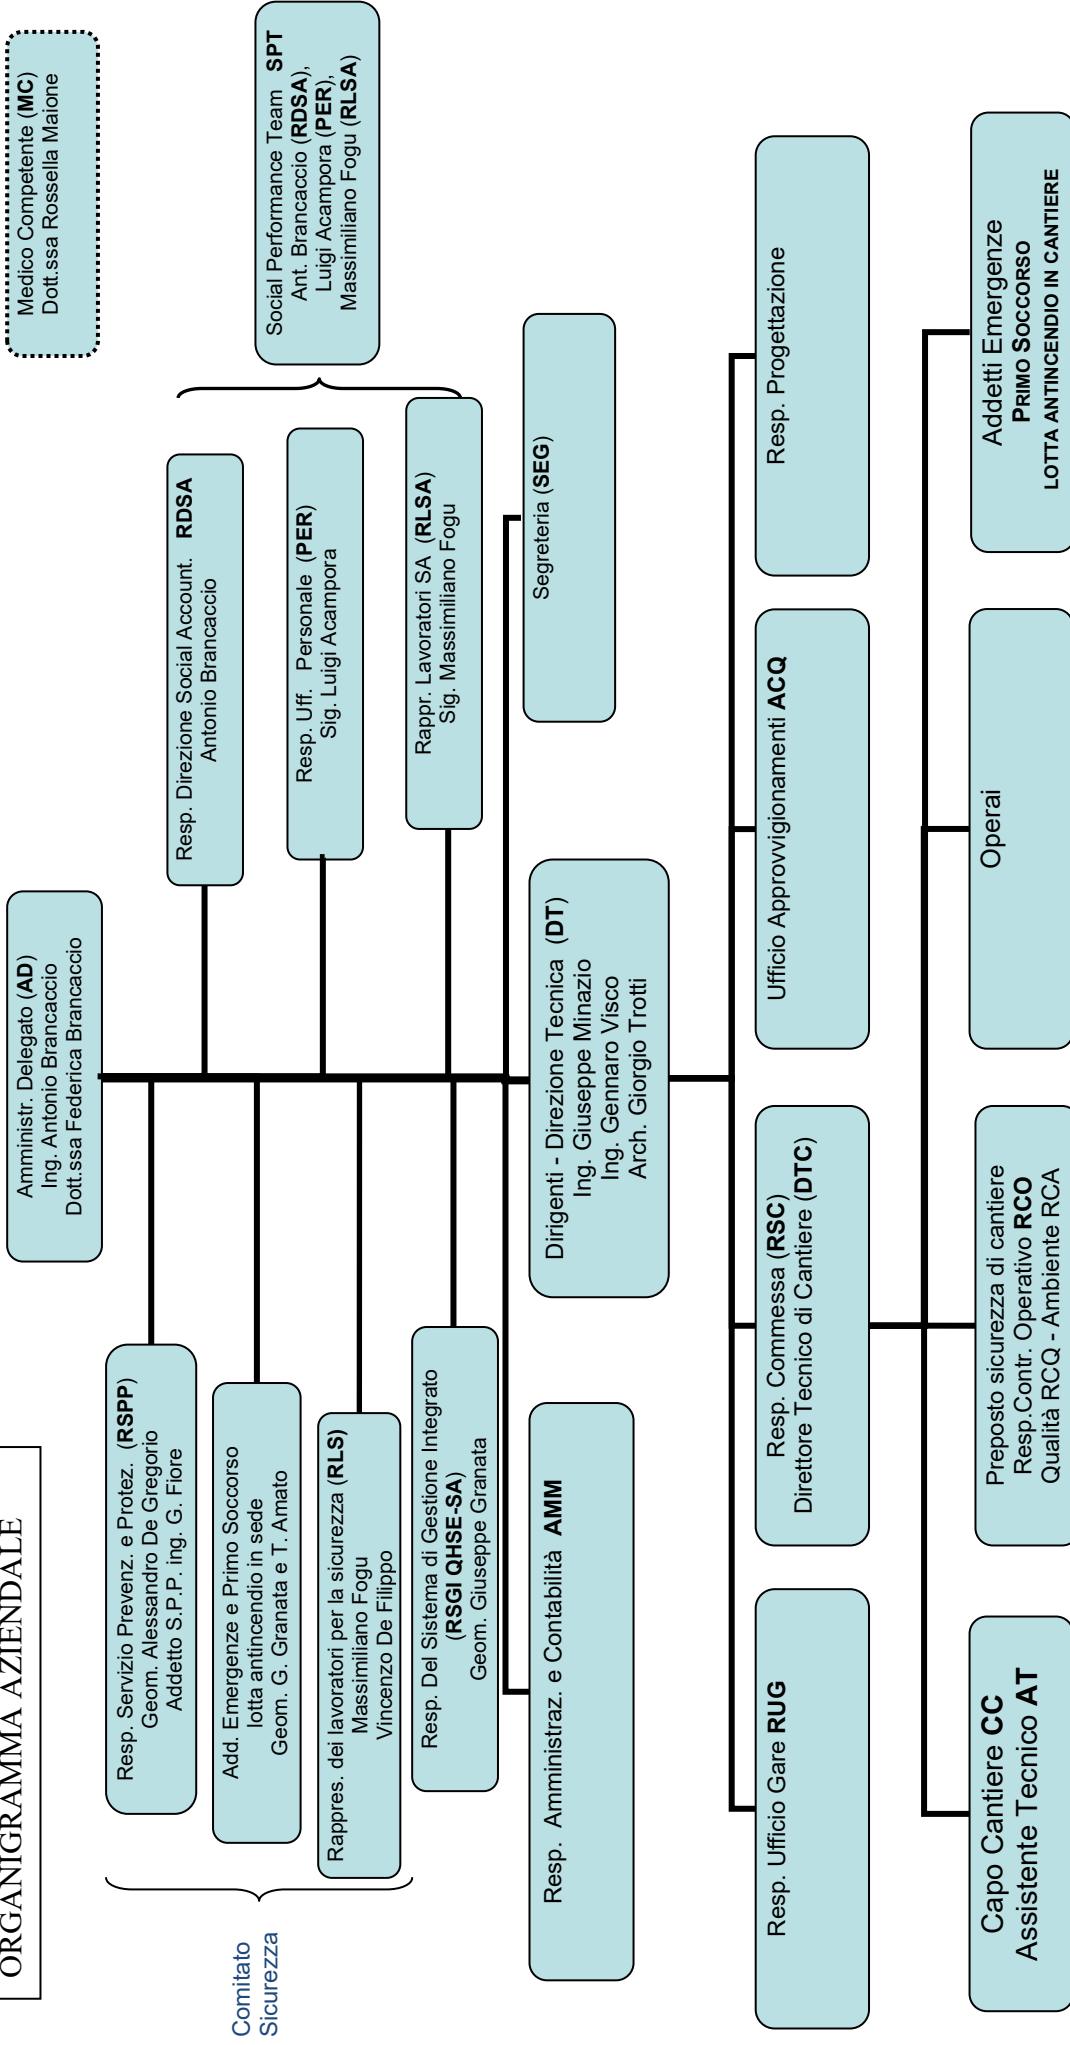 ORGANIGRAMMA AZIENDALE
Medico Competente (MC)
Dott.ssa Rossella Maione
Amministr. Delegato (AD)
Ing. Antonio Brancaccio
Dott.ssa Federica Brancaccio
Comitato
Sicurezza
Resp. Servizio Prevenz. e Protez. (RSPP)
Geom. Alessandro De Gregorio
Addetto S.P.P. ing. G. Fiore
Add. Emergenze e Primo Soccorso
lotta antincendio in sede
Geom. G. Granata e T. Amato
Rappres. dei lavoratori per la sicurezza (RLS)
Massimiliano Fogu
Vincenzo De Filippo
Resp. Del Sistema di Gestione Integrato
(RSGI QHSE-SA)
Geom. Giuseppe Granata
Resp. Direzione Social Account. RDSA
Antonio Brancaccio
Resp. Uff. Personale (PER)
Sig. Luigi Acampora
Rappr. Lavoratori SA (RLSA)
Sig. Massimiliano Fogu
Social Performance Team SPT
Ant. Brancaccio (RDSA),
Luigi Acampora (PER),
Massimiliano Fogu (RLSA)
Resp. Amministraz. e Contabilità AMM
Dirigenti - Direzione Tecnica (DT)
Ing. Giuseppe Minazio
Ing. Gennaro Visco
Arch. Giorgio Trotti
Segreteria (SEG)
Resp. Ufficio Gare RUG
Resp. Commessa (RSC)
Direttore Tecnico di Cantiere (DTC)
Ufficio Approvvigionamenti ACQ
Resp. Progettazione
Capo Cantiere CC
Assistente Tecnico AT
Preposto sicurezza di cantiere
Resp.Contr. Operativo RCO
Qualità RCQ - Ambiente RCA
Operai
Addetti Emergenze
PRIMO SOCCORSO
LOTTA ANTINCENDIO IN CANTIERE